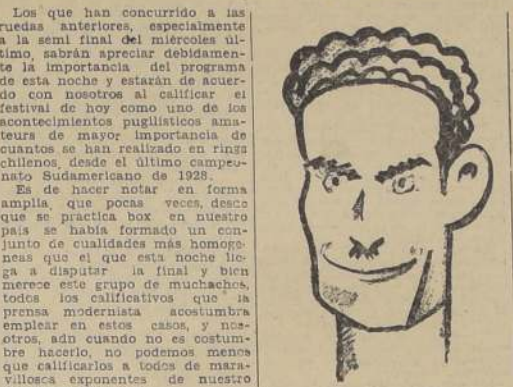 Los que han concurrido a las
ruedas anteriores, especialmente
a la semi final del miércoles úl-
timo, sabrán apreciar debidamen-
te la importancia del programa
de esta noche y estarán de acuer-
do con nosotros al calificar el
festival de hoy como uno de los
acontecimientos pugilísticos ama-
teurs de mayor importancia de
cuantos se han realizado en rings
chilenos, desde el último campeo-
nato Sudamericano de 1928.
Es de hacer notar en forma
amplia, que pocas veces, desde
que se practica box en nuestro
país se había formado un con-
junto de cualidades más homogé-
neas que el que esta noche lle-
ga a disputar la final y bien
merece este grupo de muchachos,
todos los calificativos que la
prensa modernista acostumbra
emplear en estos casos, y nos-
otros, aún cuando no es costum-
bre hacerlo, no podemos menos
que calificarlos a todos de mara-
villosos exponentes de nuestro